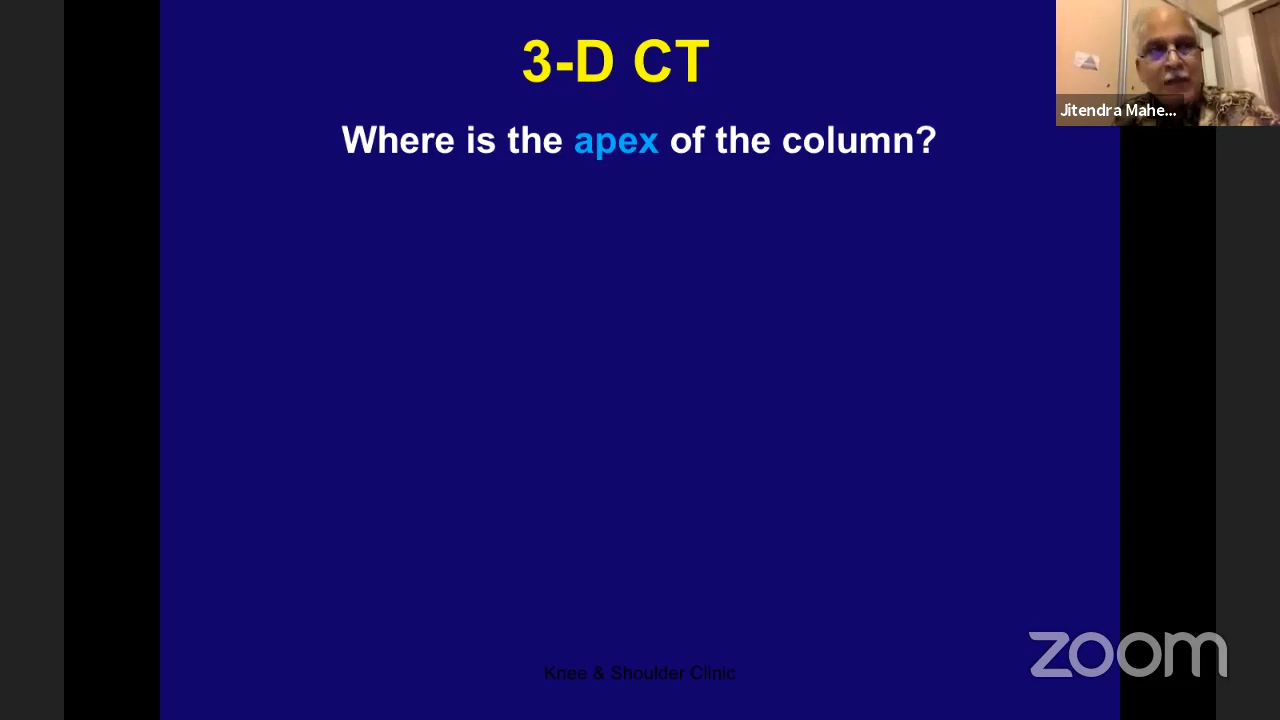 3-D CT
Where is the apex of the column?
Jitendra Mahe...
Knee & Shoulder Clinic
zoom